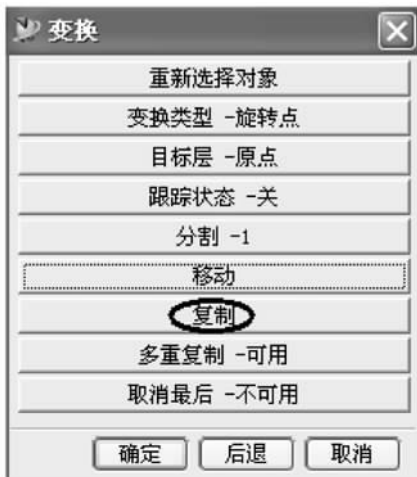 变换
重新选择对象
变换类型 -旋转点
目标层 -原点
跟踪状态 -关
分割 -1
移动
复制
多重复制 -可用
取消最后 -不可用
确定 后退 取消